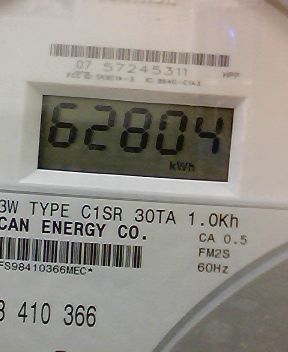 07 57245311 HPP
62804
kWh
3W TYPE C1SR 30TA 1.0Kh
CAN ENERGY CO. CA 0.5
FM2S
FS98410366MEC* 60Hz
3 410 366